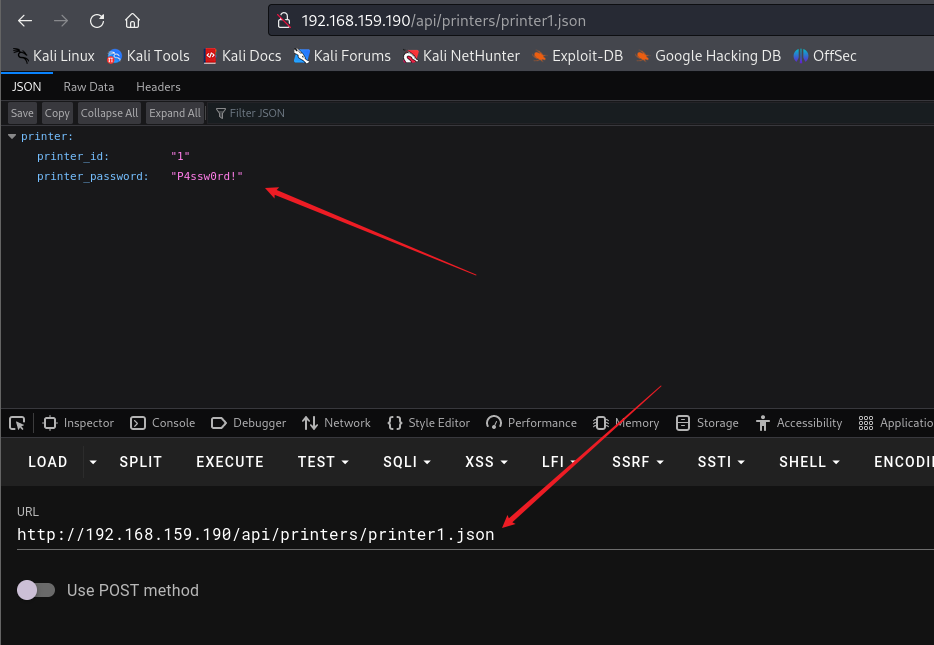 192.168.159.190/api/printers/printer1.json
Kali Linux Kali Tools Kali Docs Kali Forums Kali NetHunter Exploit-DB Google Hacking DB OffSec
JSON Raw Data Headers
Save Copy Collapse All Expand All Filter JSON
printer:
printer_id: "1"
printer_password: "P4ssw0rd!"
Inspector Console Debugger Network Style Editor Performance Memory Storage Accessibility Applicatio
LOAD SPLIT EXECUTE TEST SQLI XSS LFI SSRF SSTI SHELL ENCODI
URL
http://192.168.159.190/api/printers/printer1.json
Use POST method